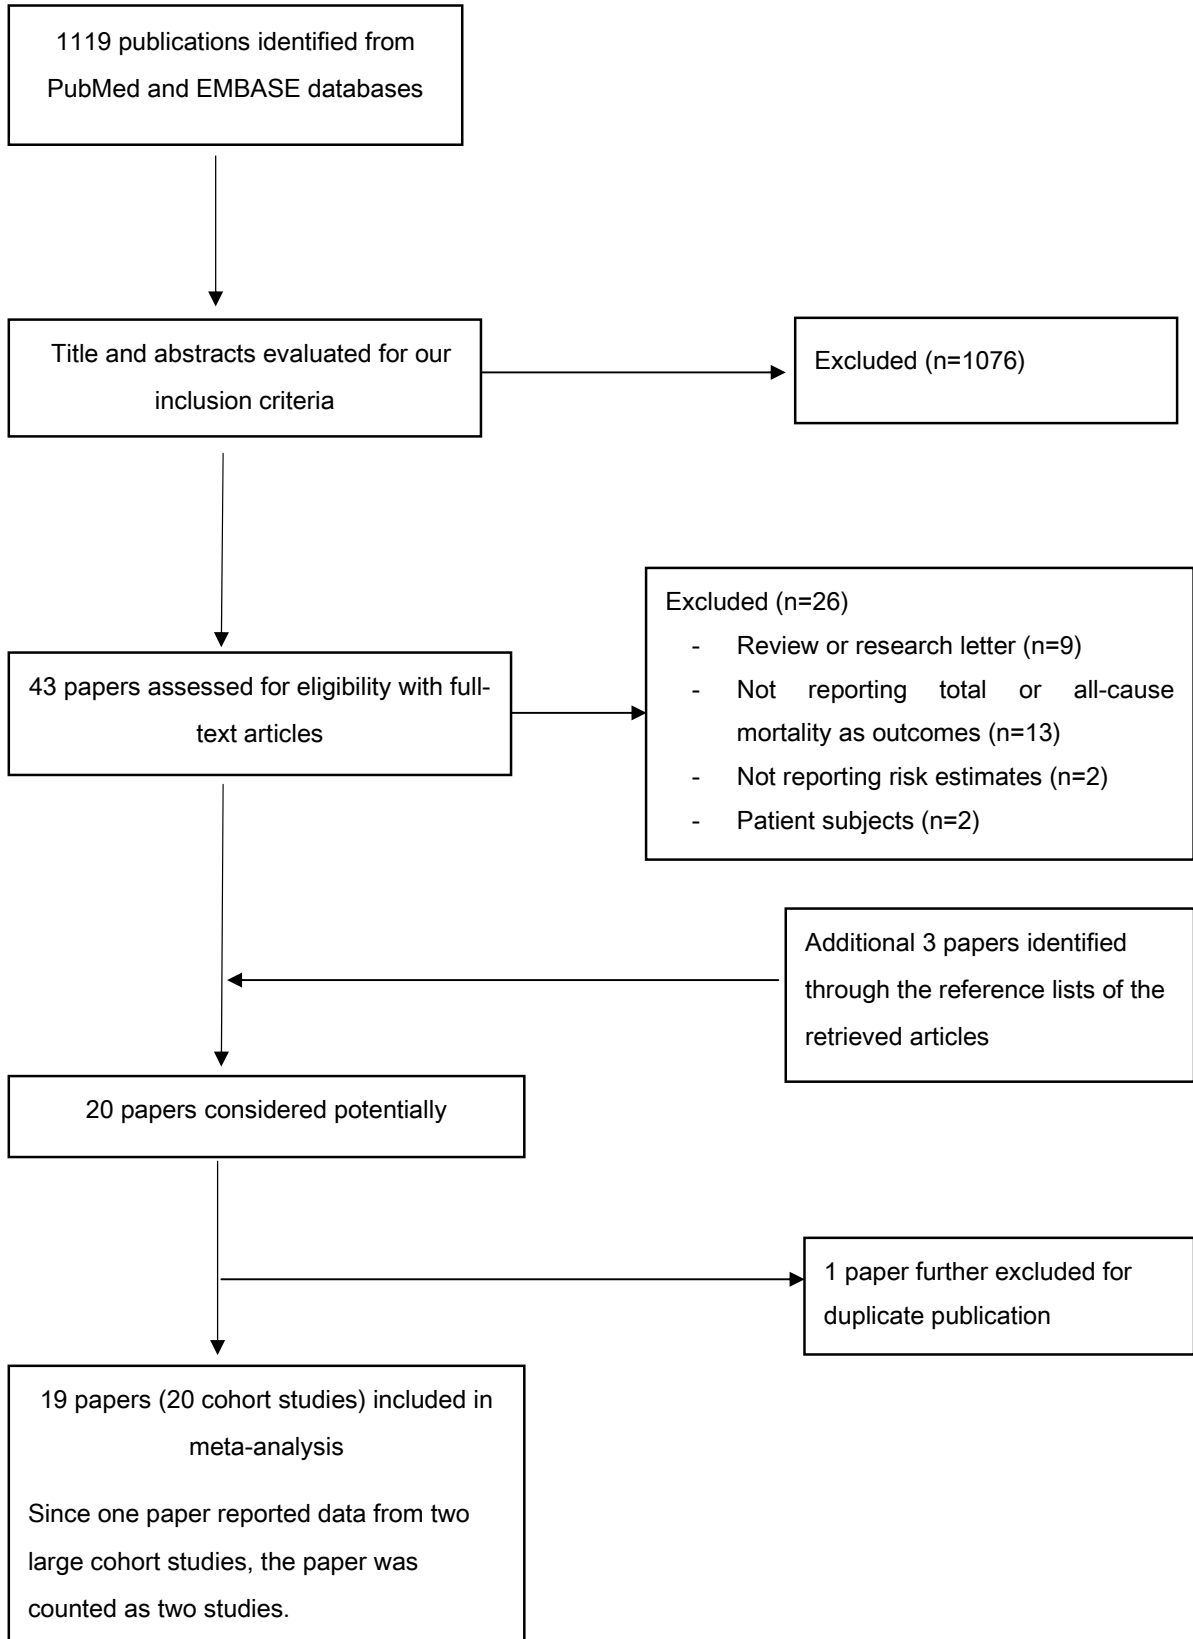 1119 publications identified from
PubMed and EMBASE databases
Title and abstracts evaluated for our
inclusion criteria
Excluded (n=1076)
Excluded (n=26)
- Review or research letter (n=9)
- Not reporting total or all-cause
mortality as outcomes (n=13)
- Not reporting risk estimates (n=2)
- Patient subjects (n=2)
43 papers assessed for eligibility with full-
text articles
Additional 3 papers identified
through the reference lists of the
retrieved articles
20 papers considered potentially
1 paper further excluded for
duplicate publication
19 papers (20 cohort studies) included in
meta-analysis
Since one paper reported data from two
large cohort studies, the paper was
counted as two studies.